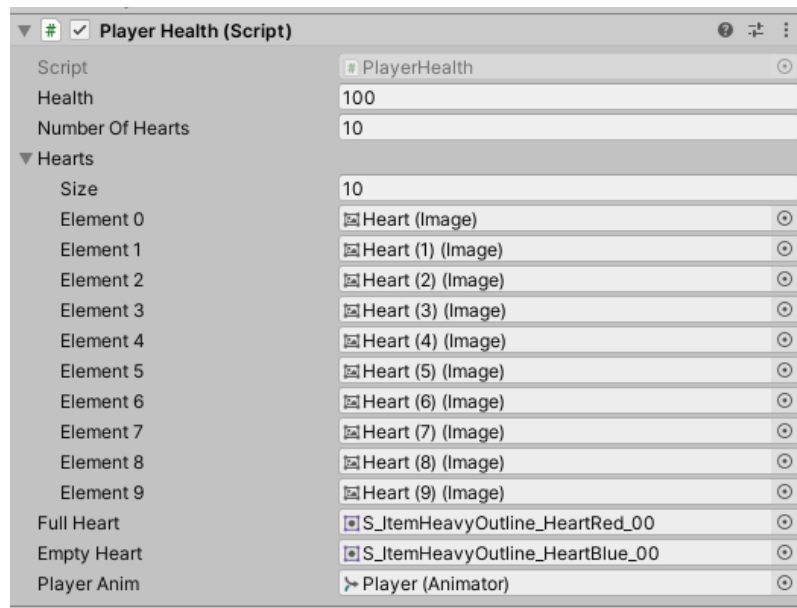 Player Health (Script)
Script PlayerHealth
Health 100
Number Of Hearts 10
Hearts
Size 10
Element 0 Heart (Image)
Element 1 Heart (1) (Image)
Element 2 Heart (2) (Image)
Element 3 Heart (3) (Image)
Element 4 Heart (4) (Image)
Element 5 Heart (5) (Image)
Element 6 Heart (6) (Image)
Element 7 Heart (7) (Image)
Element 8 Heart (8) (Image)
Element 9 Heart (9) (Image)
Full Heart S_ItemHeavyOutline_HeartRed_00
Empty Heart S_ItemHeavyOutline_HeartBlue_00
Player Anim Player (Animator)